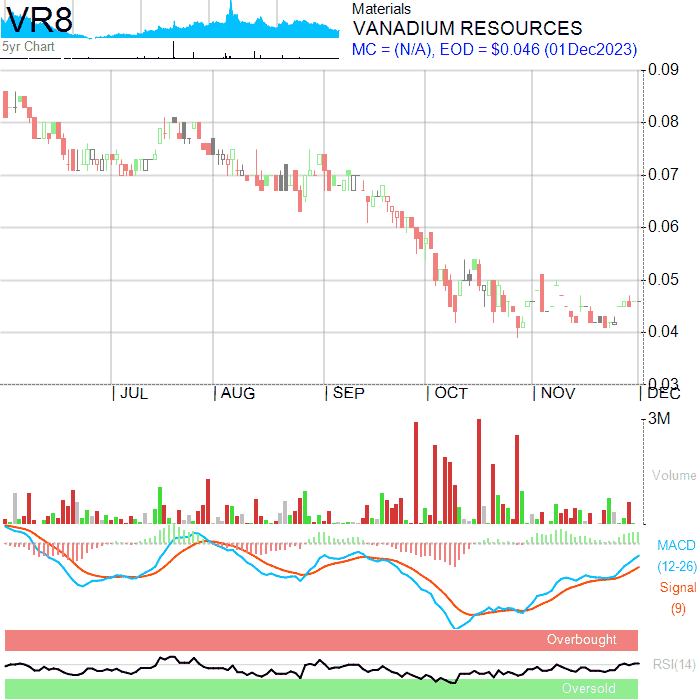 VR8
5yr Chart
Materials
VANADIUM RESOURCES
MC = (N/A), EOD = $0.046 (01Dec2023)
0.09
0.08
0.07
0.06
0.05
0.04
0.03
JUL AUG SEP OCT NOV DEC
3M
Volume
MACD
(12-26)
Signal
(9)
Overbought
RSI(14)
Oversold